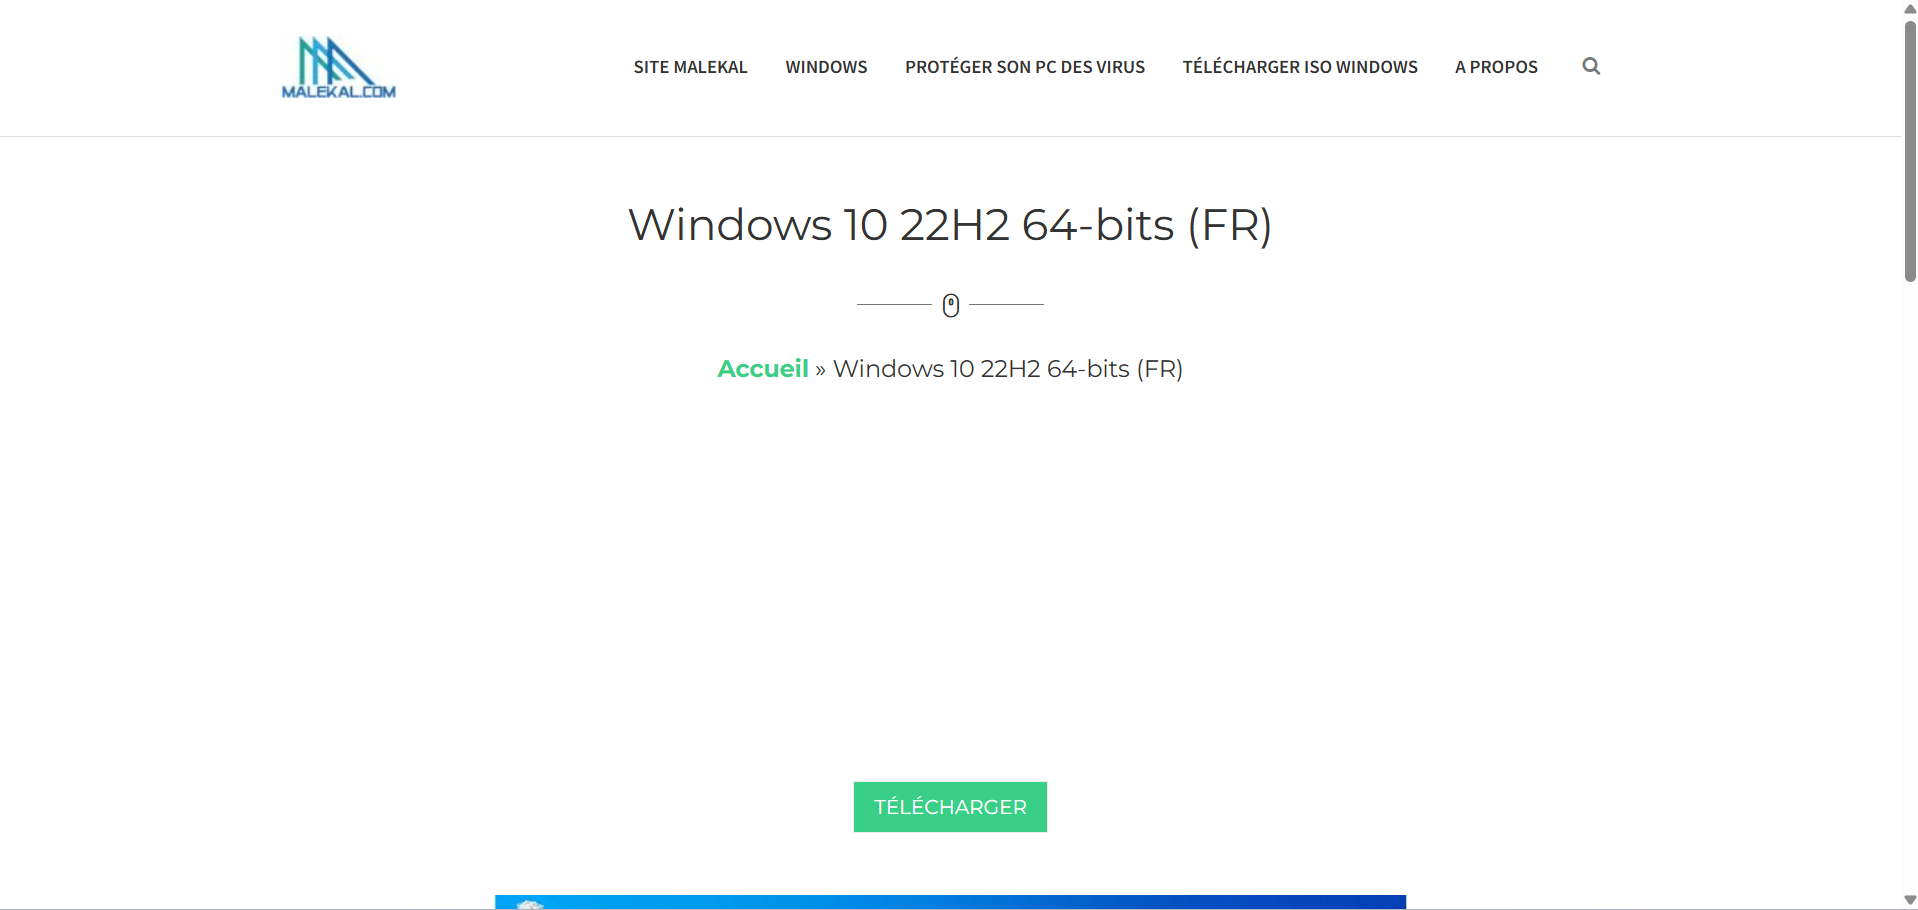 MALEKAL.COM
SITE MALEKAL
WINDOWS
PROTÉGER SON PC DES VIRUS
TÉLÉCHARGER ISO WINDOWS
A PROPOS
Windows 10 22H2 64-bits (FR)
Accueil » Windows 10 22H2 64-bits (FR)
TÉLÉCHARGER